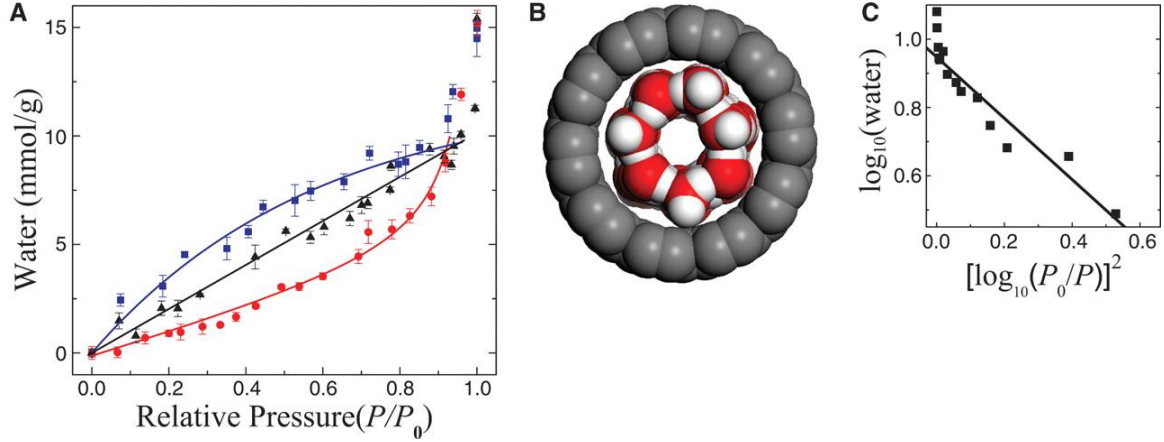 A
Water (mmol/g)
15
10
5
0
0.0 0.2 0.4 0.6 0.8 1.0
Relative Pressure(P/P₀)
B
C
log₁₀(water)
1.0
0.8
0.6
0.0 0.2 0.4 0.6
[log₁₀(P₀/P)]²